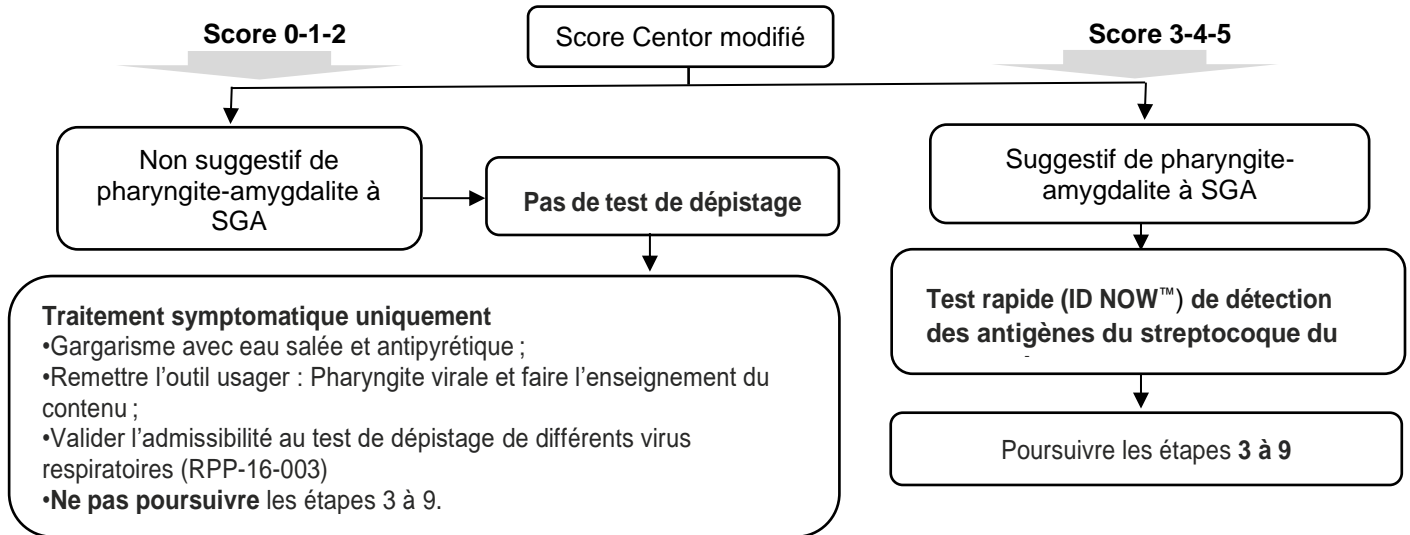 Score 0-1-2
Score Centor modifié
Score 3-4-5
Non suggestif de
pharyngite-amygdalite à
SGA
Pas de test de dépistage
Suggestif de pharyngite-
amygdalite à SGA
Traitement symptomatique uniquement
•Gargarisme avec eau salée et antipyrétique ;
•Remettre l’outil usager : Pharyngite virale et faire l’enseignement du
contenu ;
•Valider l’admissibilité au test de dépistage de différents virus
respiratoires (RPP-16-003)
•Ne pas poursuivre les étapes 3 à 9.
Test rapide (ID NOW™) de détection
des antigènes du streptocoque du
Poursuivre les étapes 3 à 9